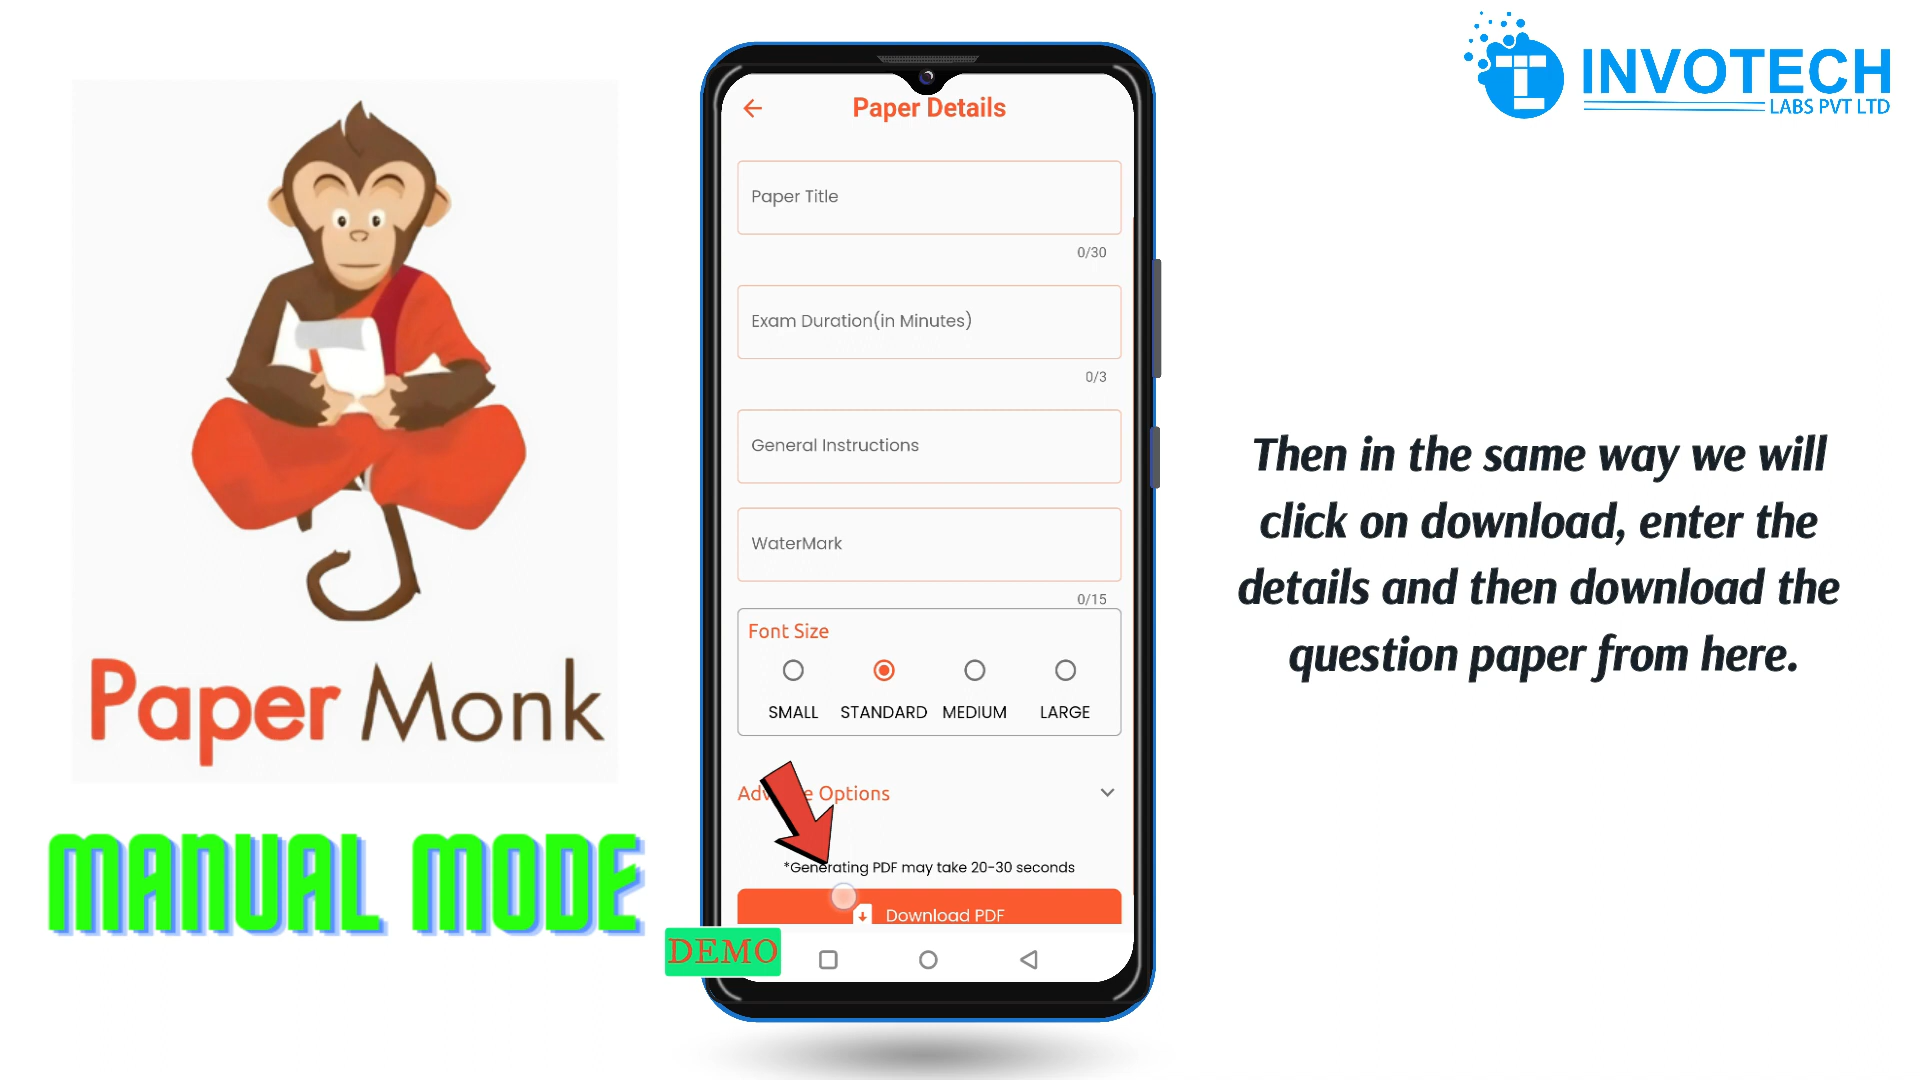 INVOTECH
LABS PVT LTD
Paper Details
Paper Title
0/30
Exam Duration(in Minutes)
0/3
General Instructions
WaterMark
0/15
Font Size
SMALL STANDARD MEDIUM LARGE
Options
*Generating PDF may take 20-30 seconds
Download PDF
Paper Monk
MANUAL MODE
DEMO
Then in the same way we will
click on download, enter the
details and then download the
question paper from here.